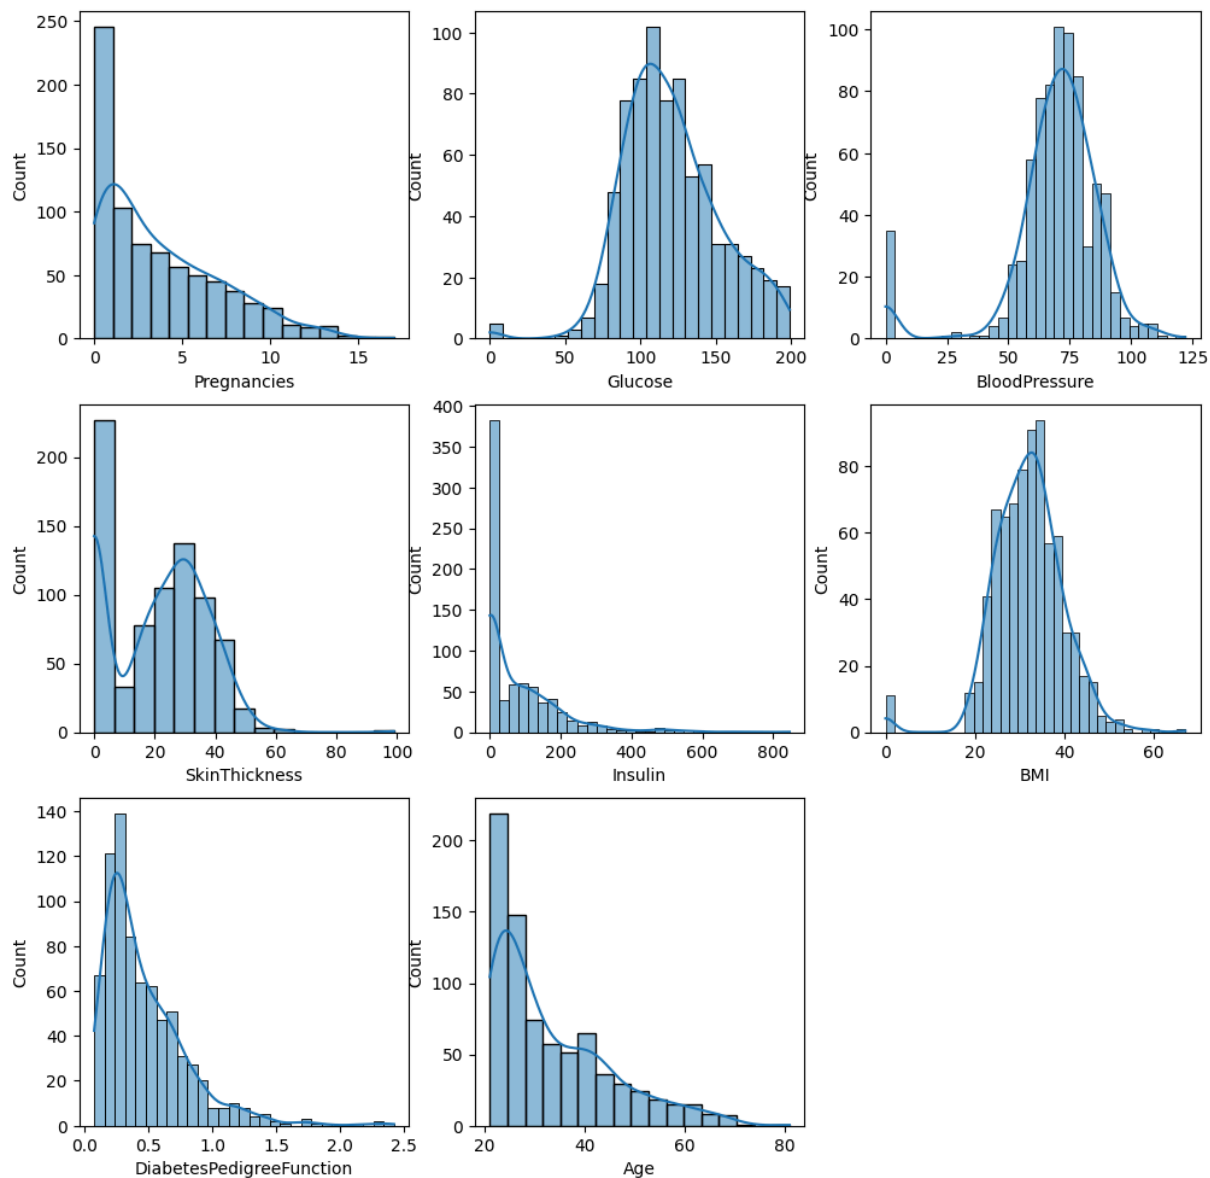 250
200
150
100
50
0
Count
0 5 10 15
Pregnancies
100
80
60
40
20
0
Count
0 50 100 150 200
Glucose
100
80
60
40
20
0
Count
0 25 50 75 100 125
BloodPressure
200
150
100
50
0
Count
0 20 40 60 80 100
SkinThickness
400
350
300
250
200
150
100
50
0
Count
0 200 400 600 800
Insulin
80
60
40
20
0
Count
0 20 40 60
BMI
140
120
100
80
60
40
20
0
Count
0.0 0.5 1.0 1.5 2.0 2.5
DiabetesPedigreeFunction
200
150
100
50
0
Count
20 40 60 80
Age